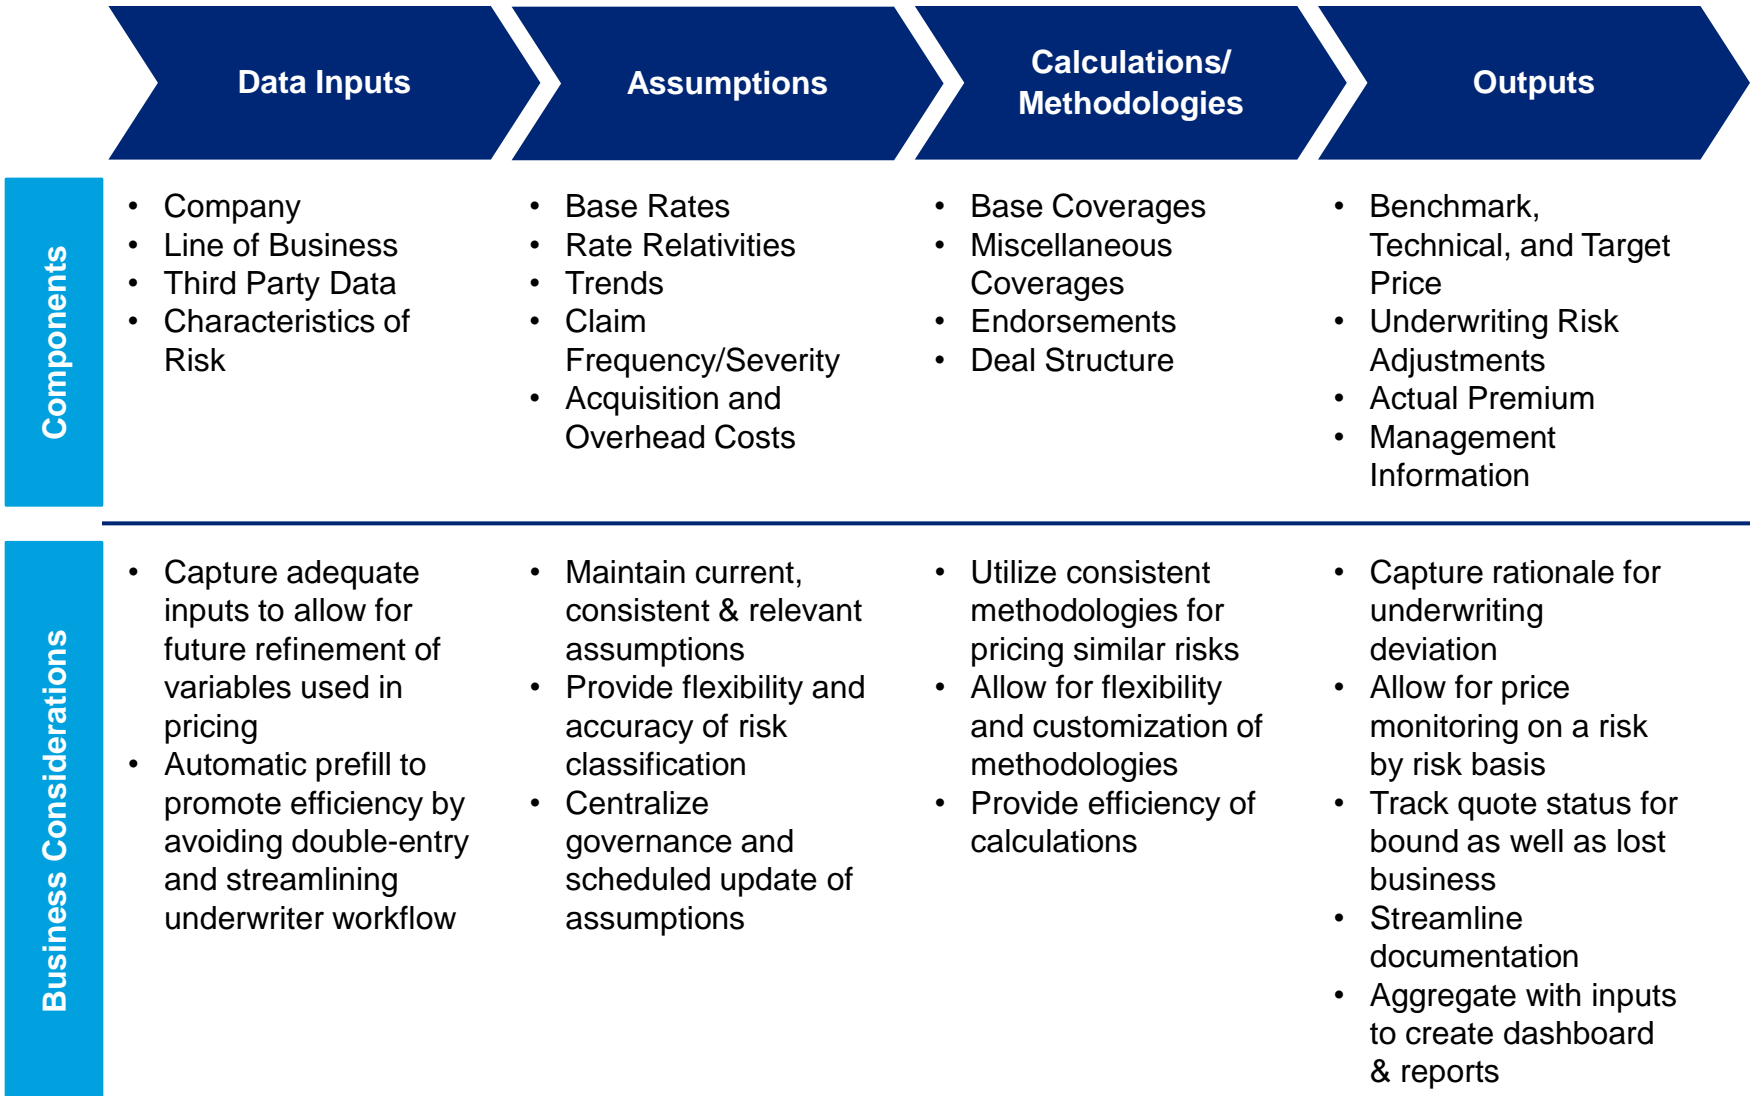 Data Inputs
Assumptions
Calculations/
Methodologies
Outputs
Components
• Company
• Line of Business
• Third Party Data
• Characteristics of
Risk
• Base Rates
• Rate Relativities
• Trends
• Claim
Frequency/Severity
• Acquisition and
Overhead Costs
• Base Coverages
• Miscellaneous
Coverages
• Endorsements
• Deal Structure
• Benchmark,
Technical, and Target
Price
• Underwriting Risk
Adjustments
• Actual Premium
• Management
Information
Business Considerations
• Capture adequate
inputs to allow for
future refinement of
variables used in
pricing
• Automatic prefill to
promote efficiency by
avoiding double-entry
and streamlining
underwriter workflow
• Maintain current,
consistent & relevant
assumptions
• Provide flexibility and
accuracy of risk
classification
• Centralize
governance and
scheduled update of
assumptions
• Utilize consistent
methodologies for
pricing similar risks
• Allow for flexibility
and customization of
methodologies
• Provide efficiency of
calculations
• Capture rationale for
underwriting
deviation
• Allow for price
monitoring on a risk
by risk basis
• Track quote status for
bound as well as lost
business
• Streamline
documentation
• Aggregate with inputs
to create dashboard
& reports